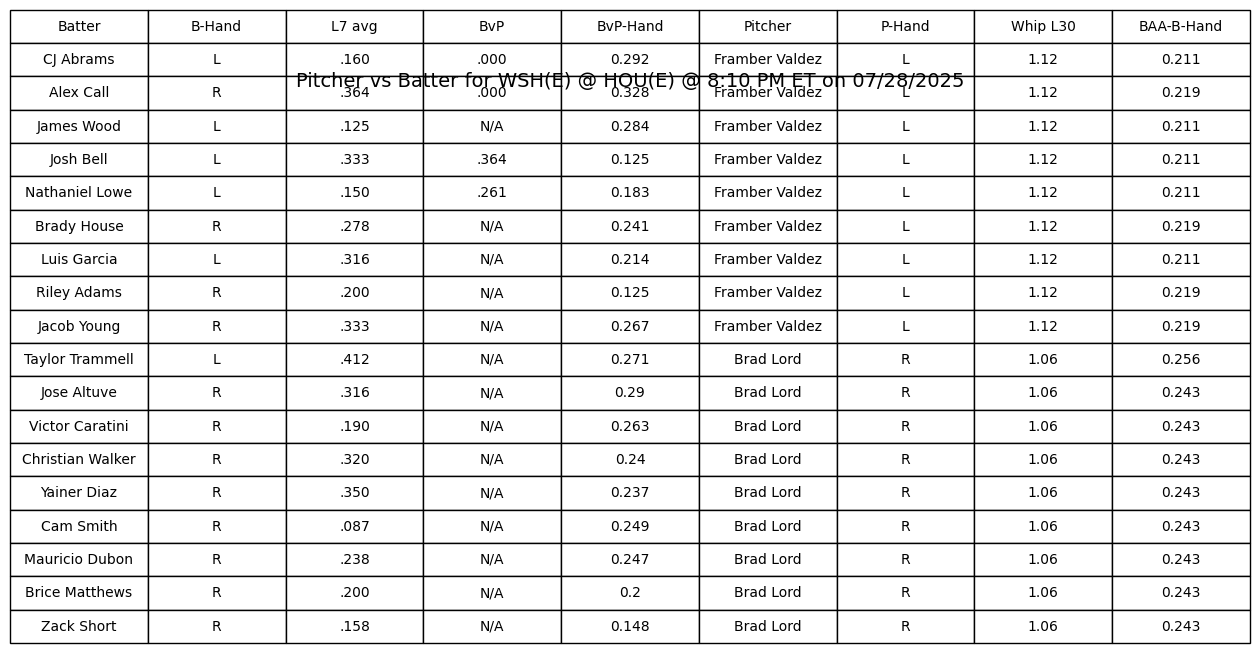 Batter B-Hand L7 avg BvP BvP-Hand Pitcher P-Hand Whip L30 BAA-B-Hand
CJ Abrams L .160 .000 0.292 Framber Valdez L 1.12 0.211
Pitcher vs Batter for WSH(E) @ HOU(E) @ 8:10 PM ET on 07/28/2025
Alex Call R .364 .000 0.328 Framber Valdez L 1.12 0.219
James Wood L .125 N/A 0.284 Framber Valdez L 1.12 0.211
Josh Bell L .333 .364 0.125 Framber Valdez L 1.12 0.211
Nathaniel Lowe L .150 .261 0.183 Framber Valdez L 1.12 0.211
Brady House R .278 N/A 0.241 Framber Valdez L 1.12 0.219
Luis Garcia L .316 N/A 0.214 Framber Valdez L 1.12 0.211
Riley Adams R .200 N/A 0.125 Framber Valdez L 1.12 0.219
Jacob Young R .333 N/A 0.267 Framber Valdez L 1.12 0.219
Taylor Trammell L .412 N/A 0.271 Brad Lord R 1.06 0.256
Jose Altuve R .316 N/A 0.29 Brad Lord R 1.06 0.243
Victor Caratini R .190 N/A 0.263 Brad Lord R 1.06 0.243
Christian Walker R .320 N/A 0.24 Brad Lord R 1.06 0.243
Yainer Diaz R .350 N/A 0.237 Brad Lord R 1.06 0.243
Cam Smith R .087 N/A 0.249 Brad Lord R 1.06 0.243
Mauricio Dubon R .238 N/A 0.247 Brad Lord R 1.06 0.243
Brice Matthews R .200 N/A 0.2 Brad Lord R 1.06 0.243
Zack Short R .158 N/A 0.148 Brad Lord R 1.06 0.243